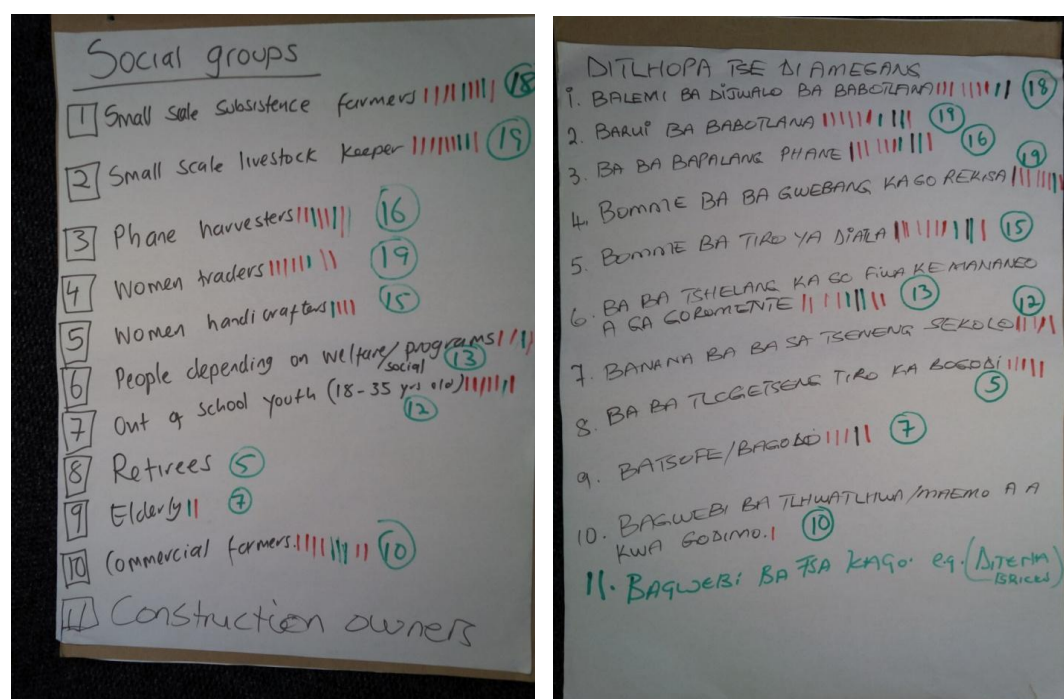 Social groups
1 Small scale subsistence farmers 18
2 Small scale livestock keeper 19
3 Phane harvesters 16
4 Women traders 19
5 Women handicrafters 15
6 People depending on welfare/programs
social 13
7 Out of school youth (18-35 yrs old)
12
8 Retirees 5
9 Elderly 7
10 Commercial farmers. 10
11 Construction owners
DITLHOPA TSE DI AMEGANG
1. BALEMI BA DIJWALO BA BABOTLANA 18
2. BARUI BA BABOTLANA 19
3. BA BA BAPALANG PHANE 16
19
4. BOMME BA BA GWEBANG KA GO REKISA
5. BOMME BA TIRO YA DIATLA 15
6. BA BA TSHELANG KA GO FIWA KE MANANEO
A GA GOROMENTE 13
12
7. BANANA BA BA SA TSENENG SEKOLO
8. BA BA TLOGETSENG TIRO KA BOGODI
5
9. BATSOFE/BAGODI 7
10. BAGWEBI BA TLHWATLHWA/MAEMO A A
KWA GODIMO. 10
11. BAGWEBI BA TSA KAGO. e.g. (DITENA
BRICKS)